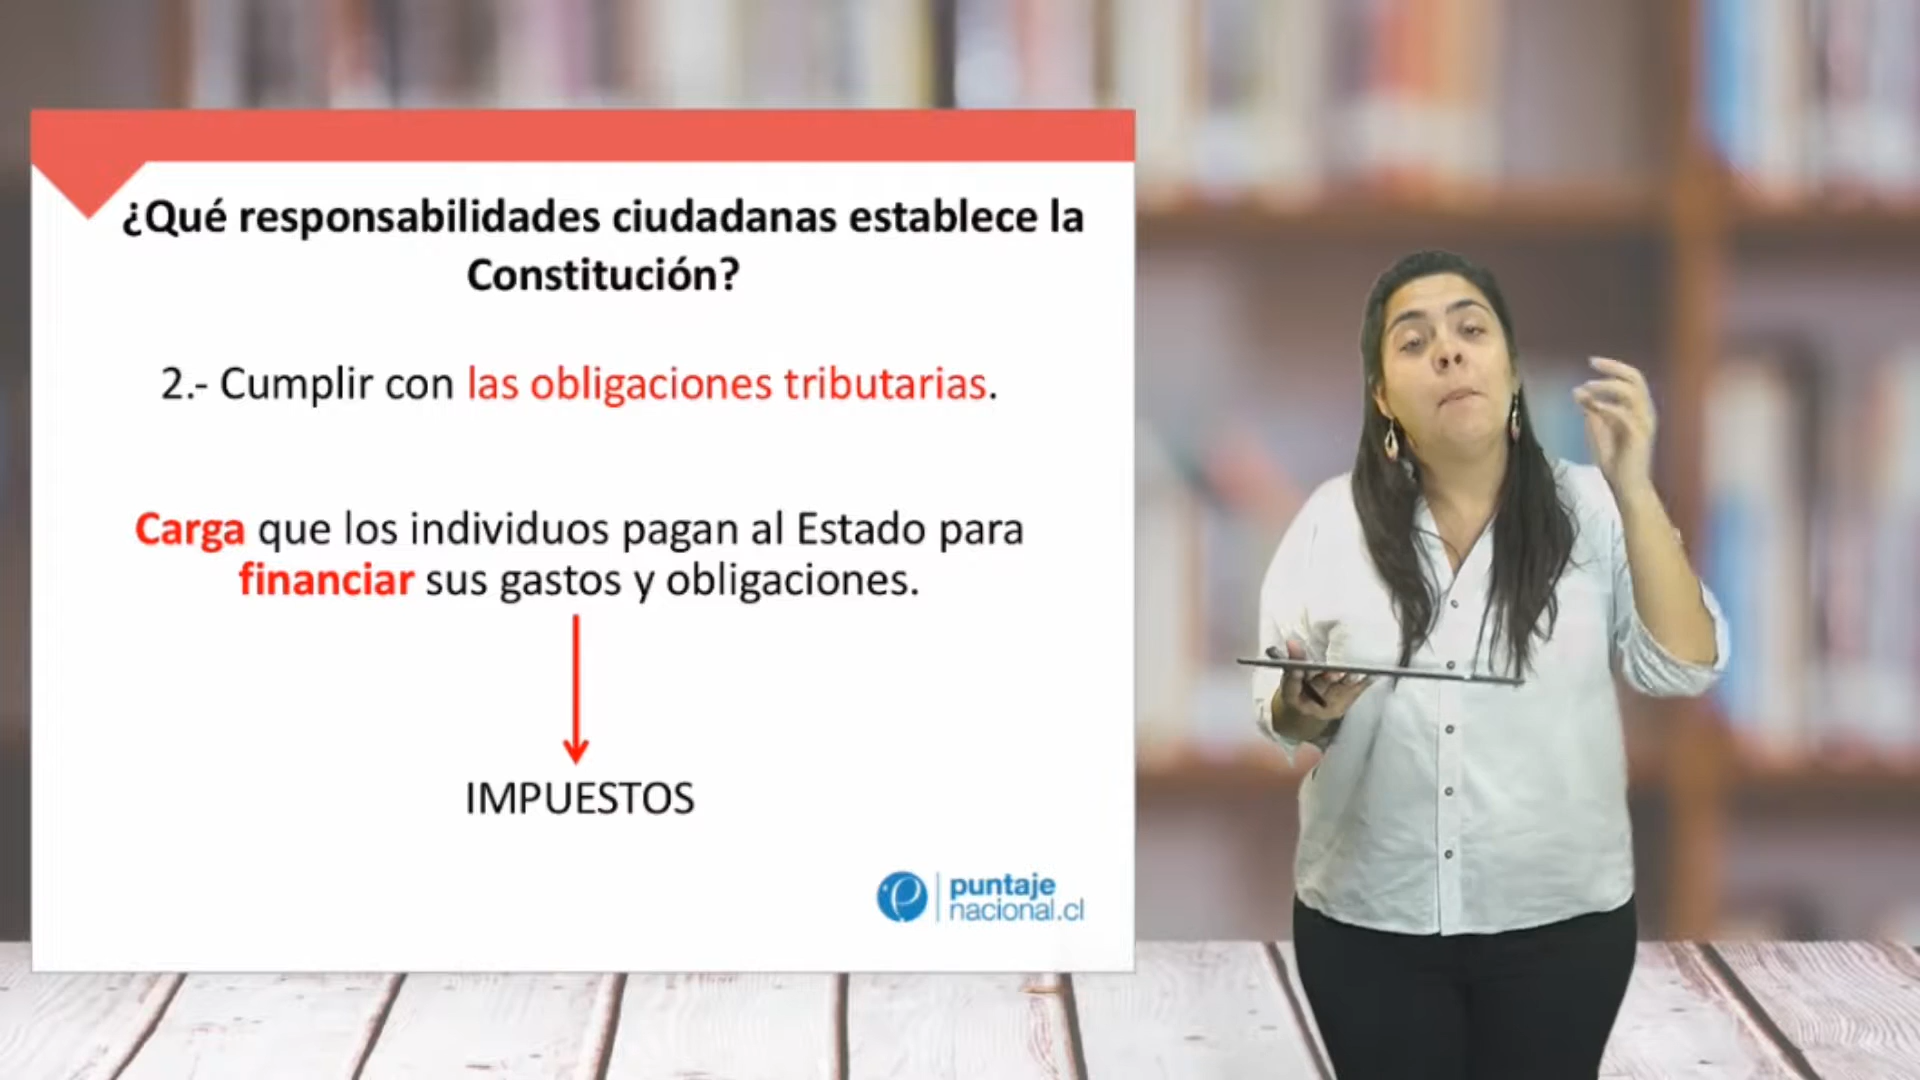 ¿Qué responsabilidades ciudadanas establece la
Constitución?
2.- Cumplir con las obligaciones tributarias.
Carga que los individuos pagan al Estado para
financiar sus gastos y obligaciones.
IMPUESTOS
puntaje
nacional.cl